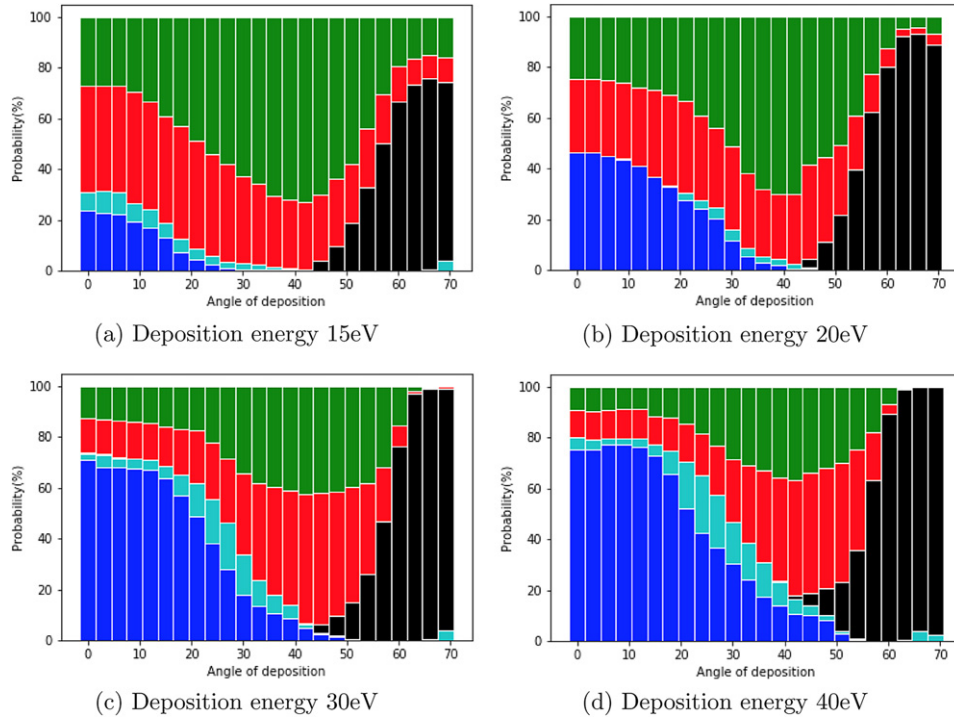 100
80
60
40
20
0
Probability(%)
0 10 20 30 40 50 60 70
Angle of deposition
(a) Deposition energy 15eV
100
80
60
40
20
0
Probability(%)
0 10 20 30 40 50 60 70
Angle of deposition
(b) Deposition energy 20eV
100
80
60
40
20
0
Probability(%)
0 10 20 30 40 50 60 70
Angle of deposition
(c) Deposition energy 30eV
100
80
60
40
20
0
Probability(%)
0 10 20 30 40 50 60 70
Angle of deposition
(d) Deposition energy 40eV